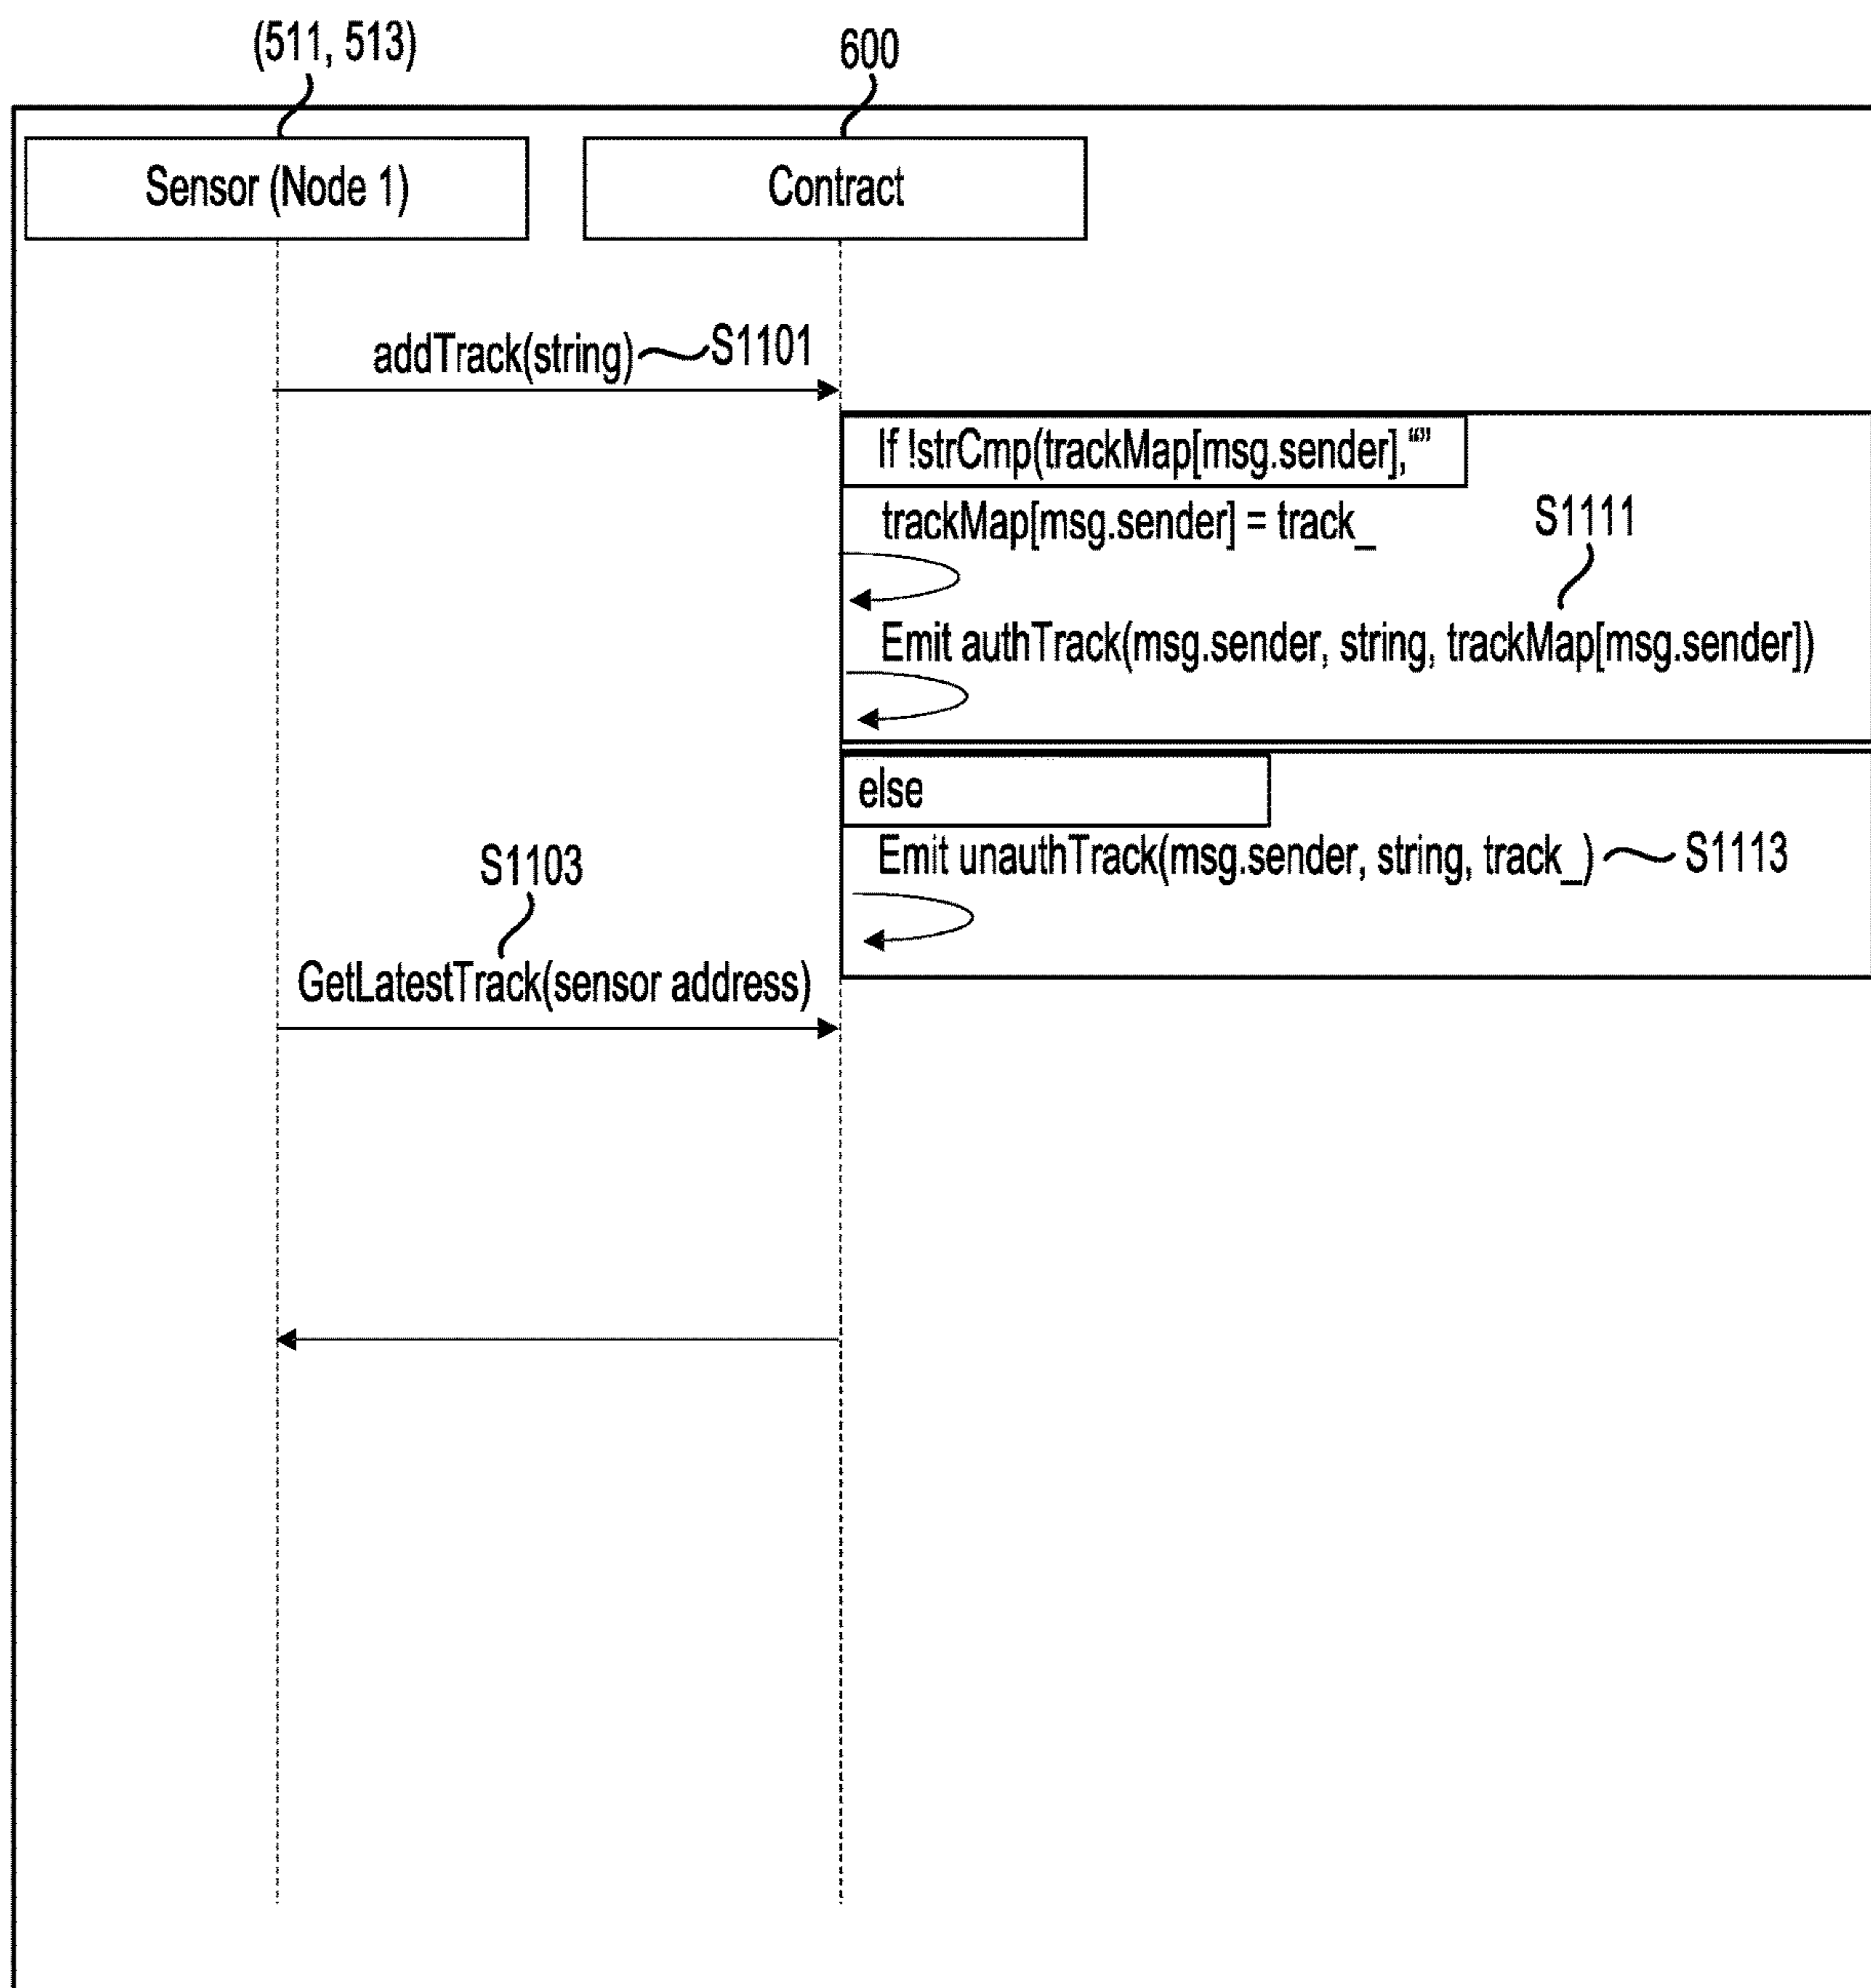 (511, 513)
600
Sensor (Node 1)
Contract
addTrack(string)
S1101
If !strCmp(trackMap[msg.sender],“”
trackMap[msg.sender] = track_
S1111
Emit authTrack(msg.sender, string, trackMap[msg.sender])
else
Emit unauthTrack(msg.sender, string, track_)
S1113
S1103
GetLatestTrack(sensor address)